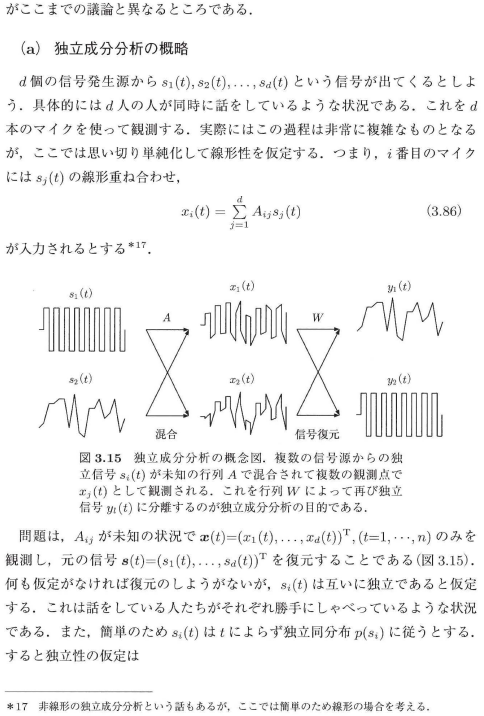 がここまでの議論と異なるところである．
(a) 独立成分分析の概略
d 個の信号発生源から s₁(t), s₂(t), . . . , s_d(t) という信号が出てくるとしよ
う．具体的には d 人の人が同時に話をしているような状況である．これを d
本のマイクを使って観測する．実際にはこの過程は非常に複雑なものとなる
が，ここでは思い切り単純化して線形性を仮定する．つまり，i 番目のマイク
には s_j(t) の線形重ね合わせ，
x_i(t) = ∑_{j=1}^{d} A_{ij}s_j(t) (3.86)
が入力されるとする*17．
s₁(t) x₁(t) y₁(t)
A W
s₂(t) x₂(t) y₂(t)
混合 信号復元
図 3.15 独立成分分析の概念図．複数の信号源からの独
立信号 s_i(t) が未知の行列 A で混合されて複数の観測点で
x_j(t) として観測される．これを行列 W によって再び独立
信号 y_l(t) に分離するのが独立成分分析の目的である．
問題は，A_{ij} が未知の状況で x(t)=(x₁(t), . . . , x_d(t))ᵀ, (t=1, · · · , n) のみを
観測し，元の信号 s(t)=(s₁(t), . . . , s_d(t))ᵀ を復元することである(図 3.15)．
何も仮定がなければ復元のしようがないが，s_i(t) は互いに独立であると仮定
する．これは話をしている人たちがそれぞれ勝手にしゃべっているような状況
である．また，簡単のため s_i(t) は t によらず独立同分布 p(s_i) に従うとする．
すると独立性の仮定は
*17 非線形の独立成分分析という話もあるが，ここでは簡単のため線形の場合を考える．